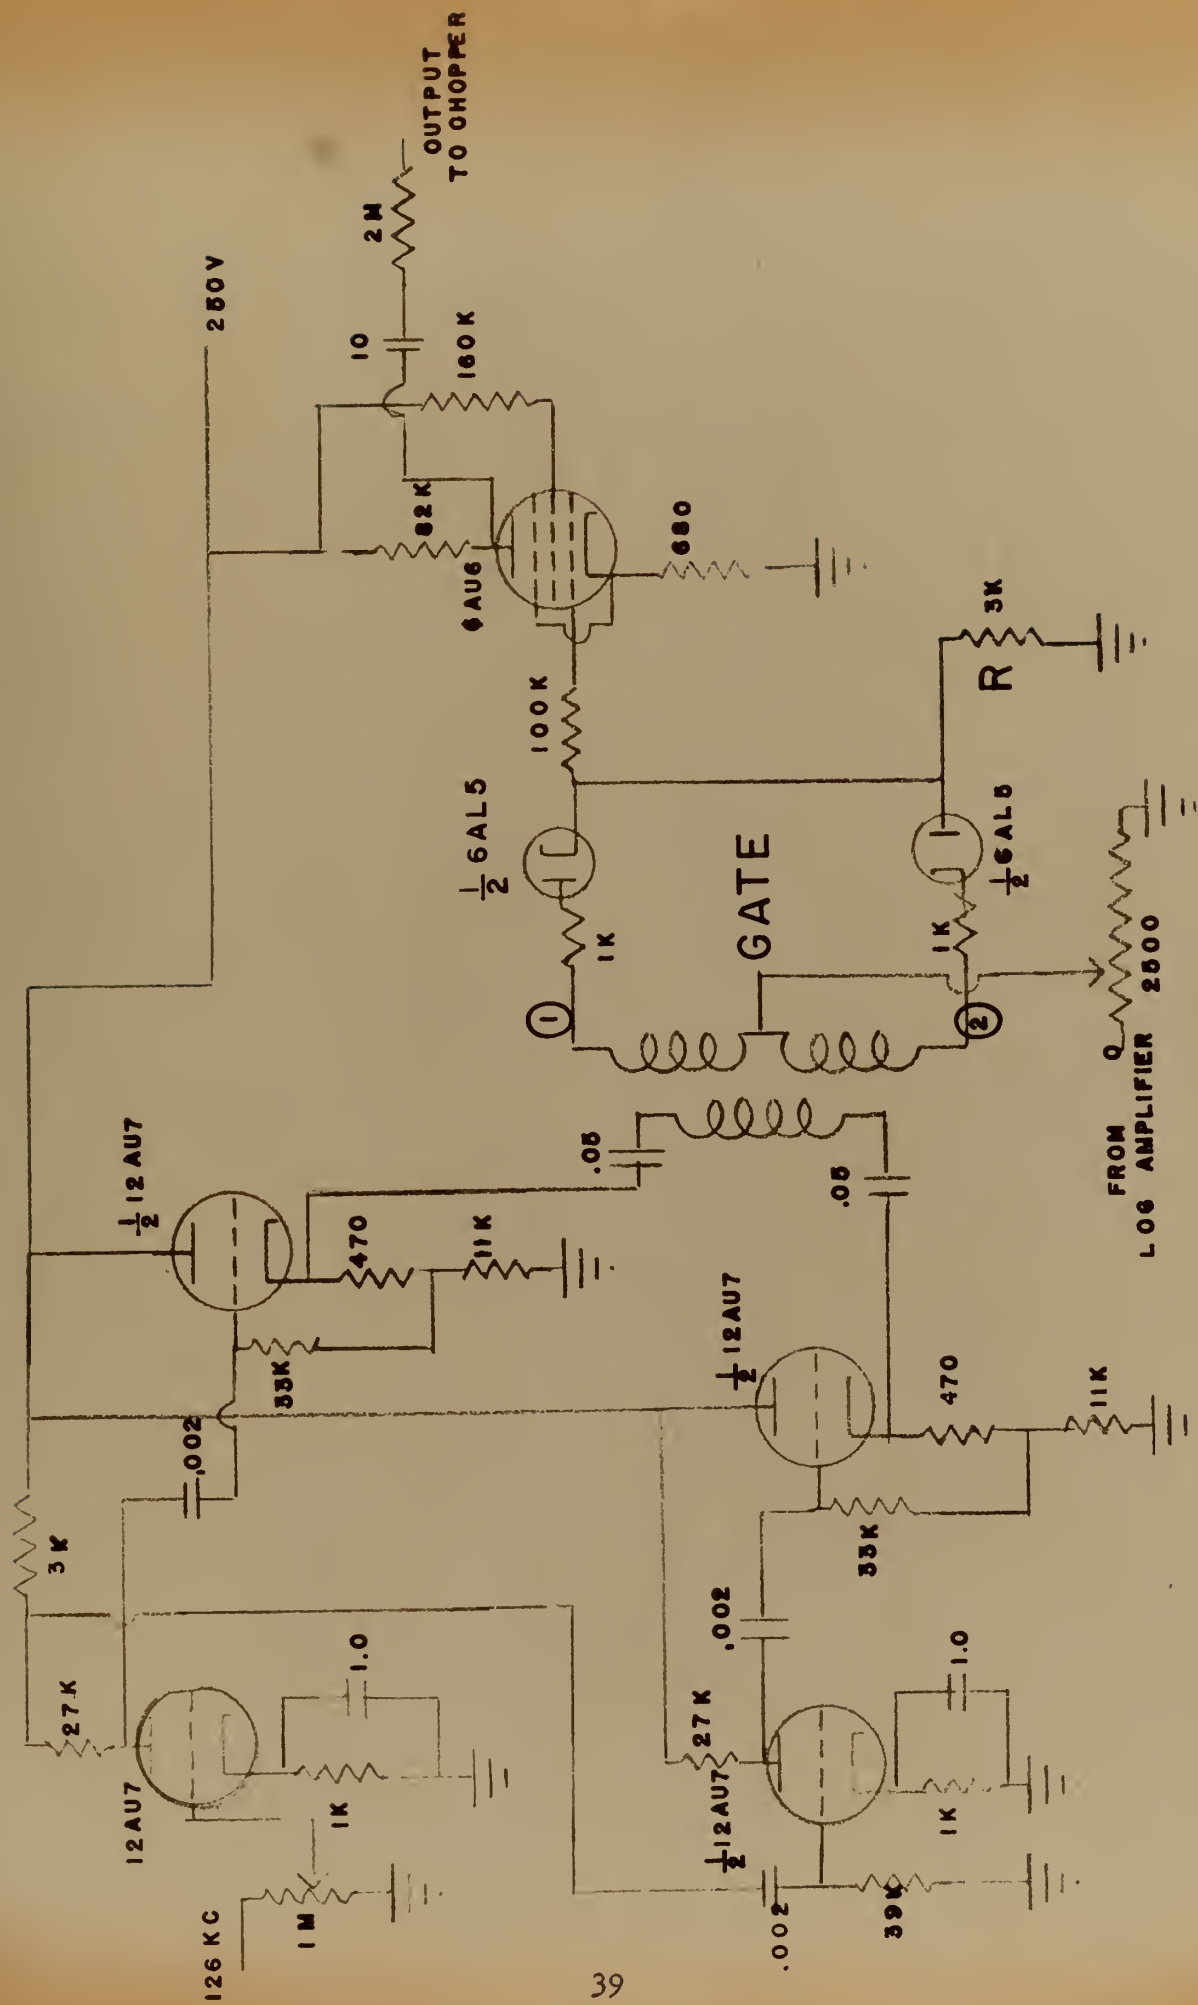 126 KC
1M
12AU7
27K
3K
1K
1.0
.002
33K
½ 12AU7
470
11K
250V
½ 12AU7
.002
39K
27K
1K
1.0
.002
33K
½ 12AU7
470
11K
.05
.05
①
②
1K
1K
½ 6AL5
½ 6AL5
GATE
FROM
LOG AMPLIFIER
2500
100K
R
3K
6AU6
82K
680
160K
10
2M
OUTPUT
TO CHOPPER
39